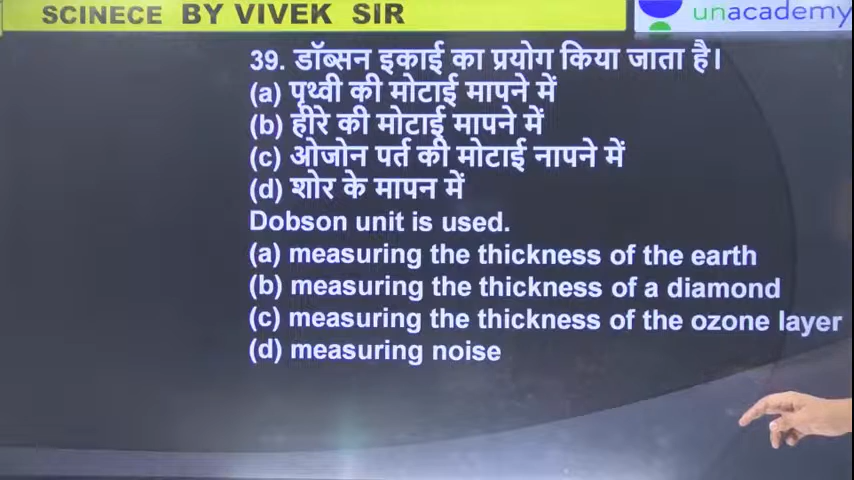 SCINECE BY VIVEK SIR
unacademy
39. डॉब्सन इकाई का प्रयोग किया जाता है।
(a) पृथ्वी की मोटाई मापने में
(b) हीरे की मोटाई मापने में
(c) ओजोन पर्त की मोटाई नापने में
(d) शोर के मापन में
Dobson unit is used.
(a) measuring the thickness of the earth
(b) measuring the thickness of a diamond
(c) measuring the thickness of the ozone layer
(d) measuring noise